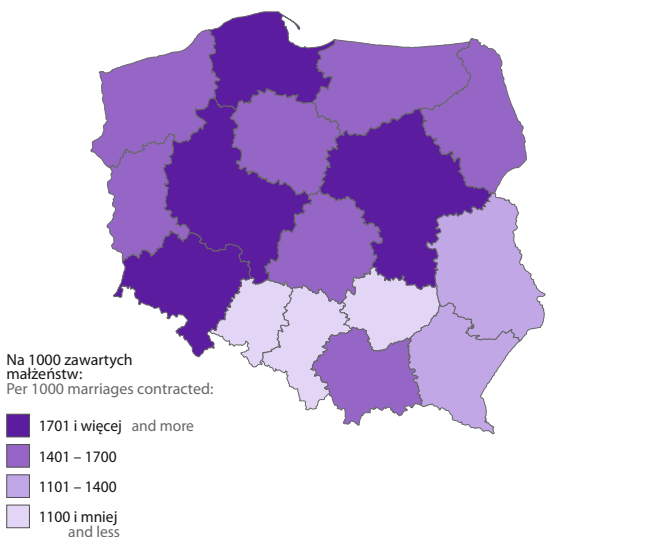 Na 1000 zawartych
małżeństw:
Per 1000 marriages contracted:
1701 i więcej and more
1401 – 1700
1101 – 1400
1100 i mniej
and less